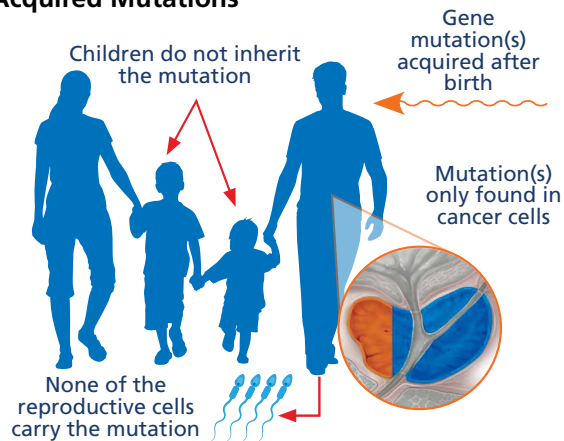 Acquired Mutations
Gene
mutation(s)
acquired after
birth
Children do not inherit
the mutation
Mutation(s)
only found in
cancer cells
None of the
reproductive cells
carry the mutation